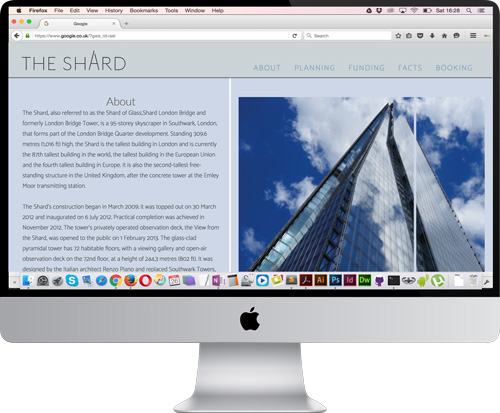 Firefox File Edit View History Bookmarks Tools Window Help Sat 16:28
Google
https://www.google.co.uk/?gws_rd=ssl Search
THE SHARD
ABOUT PLANNING FUNDING FACTS BOOKING
About
The Shard, also referred to as the Shard of Glass,Shard London Bridge and
formerly London Bridge Tower, is a 95-storey skyscraper in Southwark, London,
that forms part of the London Bridge Quarter development. Standing 309.6
metres (1,016 ft) high, the Shard is the tallest building in London and is currently
the 87th tallest building in the world, the tallest building in the European Union
and the fourth tallest building in Europe. It is also the second-tallest free-
standing structure in the United Kingdom, after the concrete tower at the Emley
Moor transmitting station.
The Shard's construction began in March 2009; it was topped out on 30 March
2012 and inaugurated on 6 July 2012. Practical completion was achieved in
November 2012. The tower's privately operated observation deck, the View from
the Shard, was opened to the public on 1 February 2013. The glass-clad
pyramidal tower has 72 habitable floors, with a viewing gallery and open-air
observation deck on the 72nd floor, at a height of 244.3 metres (802 ft). It was
designed by the Italian architect Renzo Piano and replaced Southwark Towers,
Ai Ps Id Dw